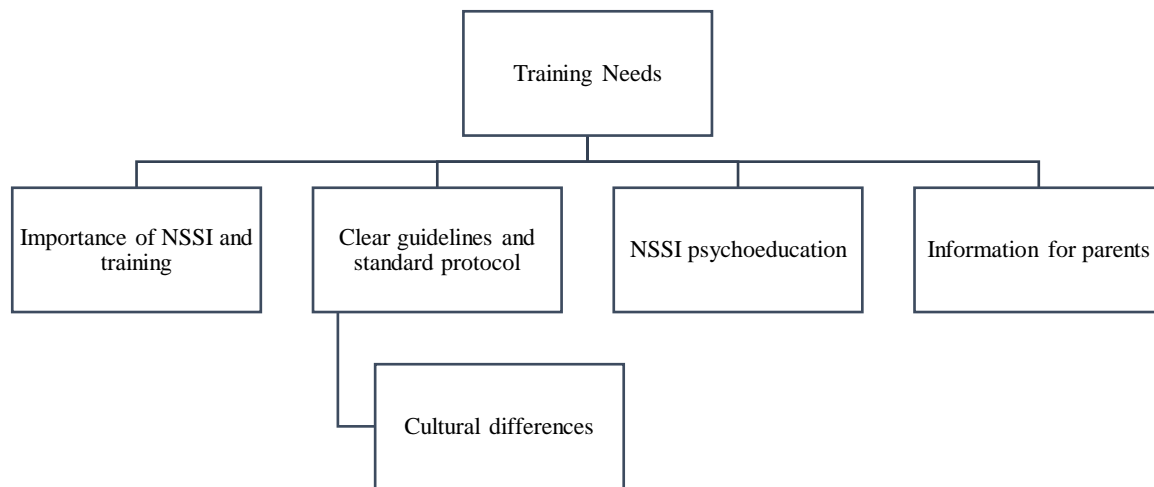 Training Needs
Importance of NSSI and
training
Clear guidelines and
standard protocol
NSSI psychoeducation
Information for parents
Cultural differences